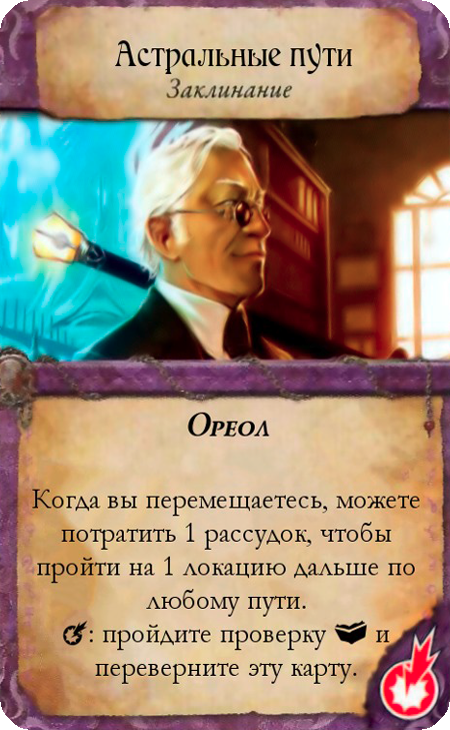 Астральные пути
Заклинание
Ореол
Когда вы перемещаетесь, можете
потратить 1 рассудок, чтобы
пройти на 1 локацию дальше по
любому пути.
: пройдите проверку и
переверните эту карту.